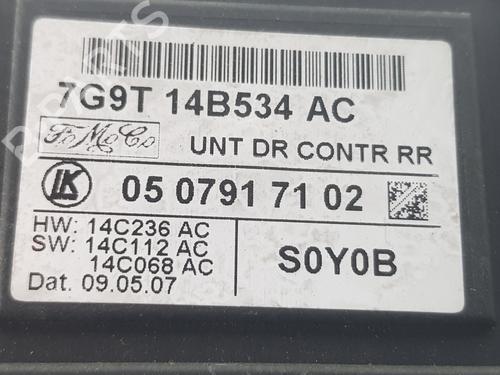 7G9T 14B534 AC
FoMoCo UNT DR CONTR RR
LK 05 0791 71 02
HW: 14C236 AC
SW: 14C112 AC
14C068 AC S0Y0B
Dat. 09.05.07